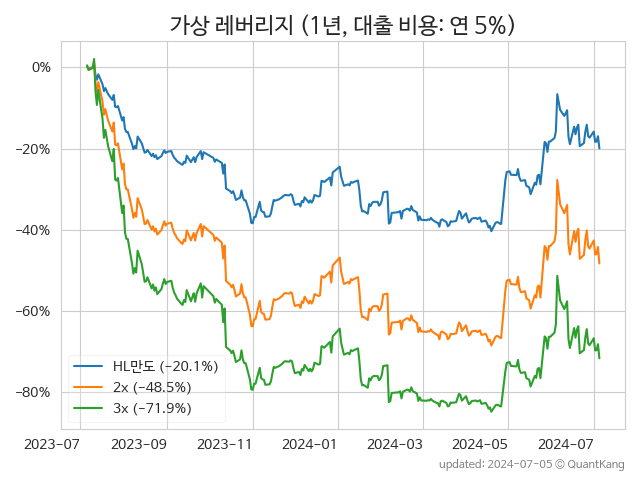 가상 레버리지 (1년, 대출 비용: 연 5%)
0%
−20%
−40%
−60%
−80%
HL만도 (−20.1%)
2x (−48.5%)
3x (−71.9%)
2023-07
2023-09
2023-11
2024-01
2024-03
2024-05
2024-07
updated: 2024-07-05 © QuantKang